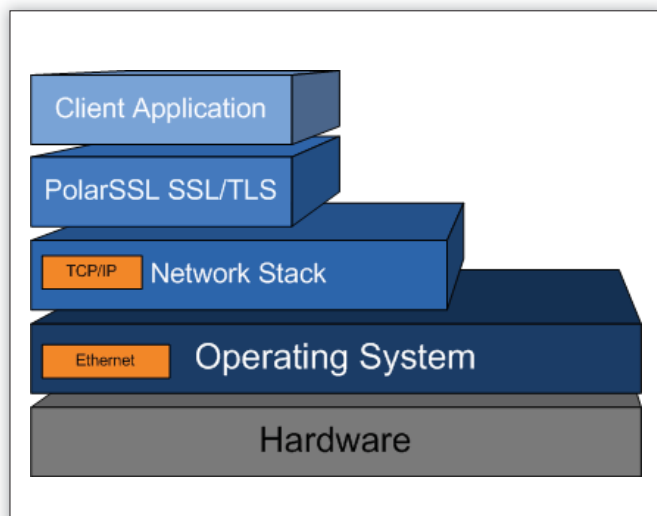 Client Application
PolarSSL SSL/TLS
TCP/IP Network Stack
Ethernet Operating System
Hardware